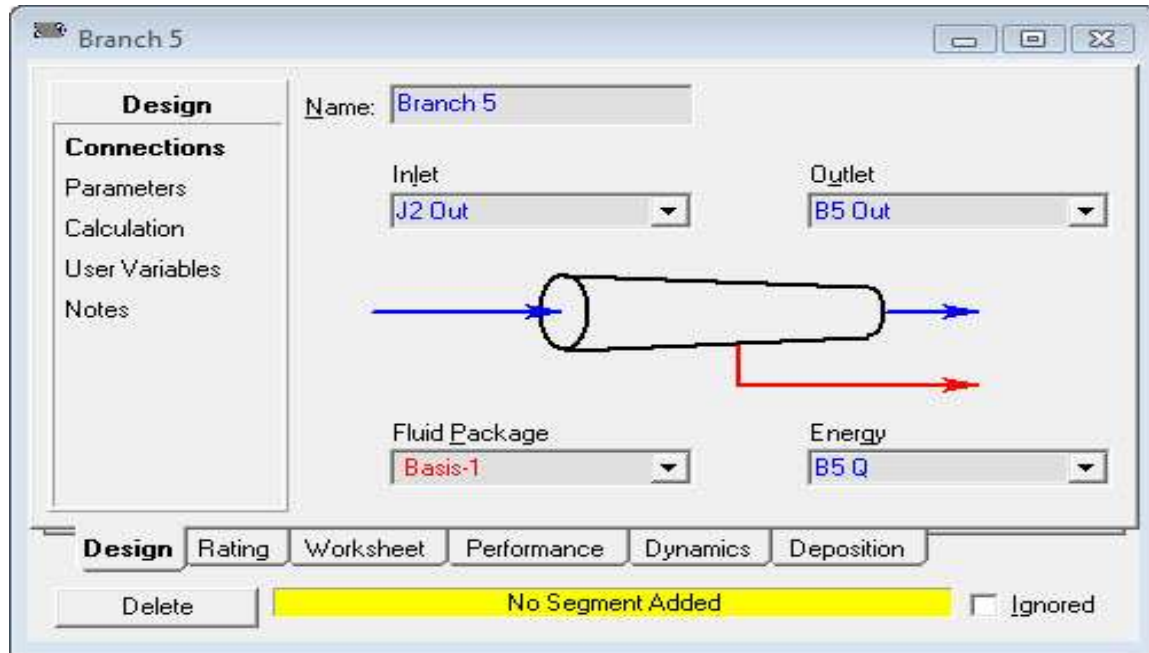 Branch 5
Design
Connections
Parameters
Calculation
User Variables
Notes
Name: Branch 5
Inlet Outlet
J2 Out B5 Out
Fluid Package Energy
Basis-1 B5 Q
Design Rating Worksheet Performance Dynamics Deposition
Delete No Segment Added Ignored